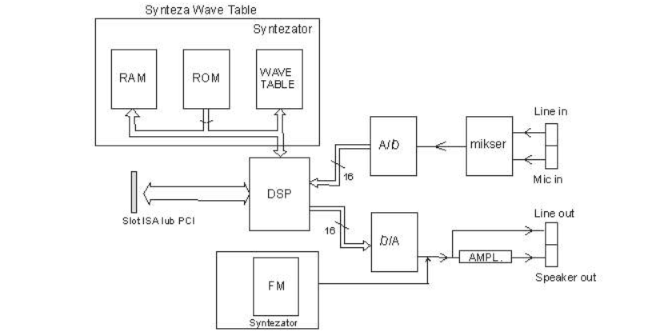 Synteza Wave Table
Syntezator
RAM
ROM
WAVE
TABLE
Line in
A/D
mikser
16
Mic in
DSP
Slot ISA lub PCI
16
D/A
Line out
AMPL.
Speaker out
FM
Syntezator